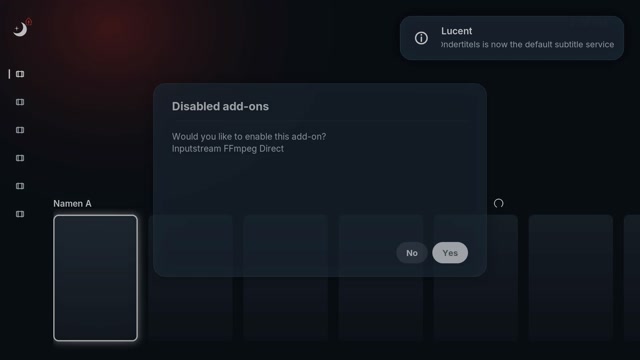 Lucent
Ondertitels is now the default subtitle service
Disabled add-ons
Would you like to enable this add-on?
Inputstream FFmpeg Direct
Namen A
No
Yes